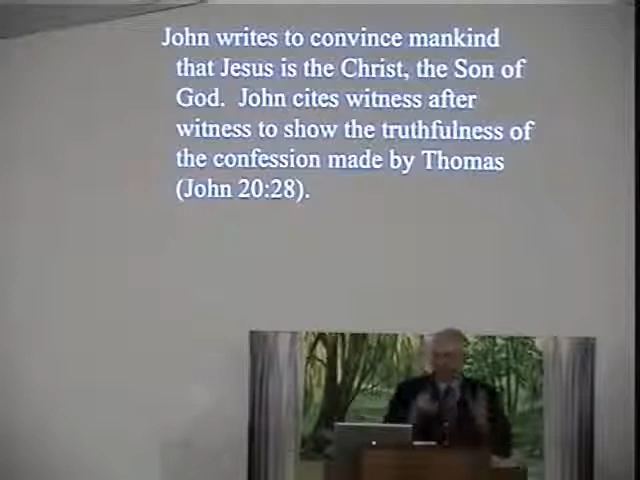 John writes to convince mankind
that Jesus is the Christ, the Son of
God.  John cites witness after
witness to show the truthfulness of
the confession made by Thomas
(John 20:28).